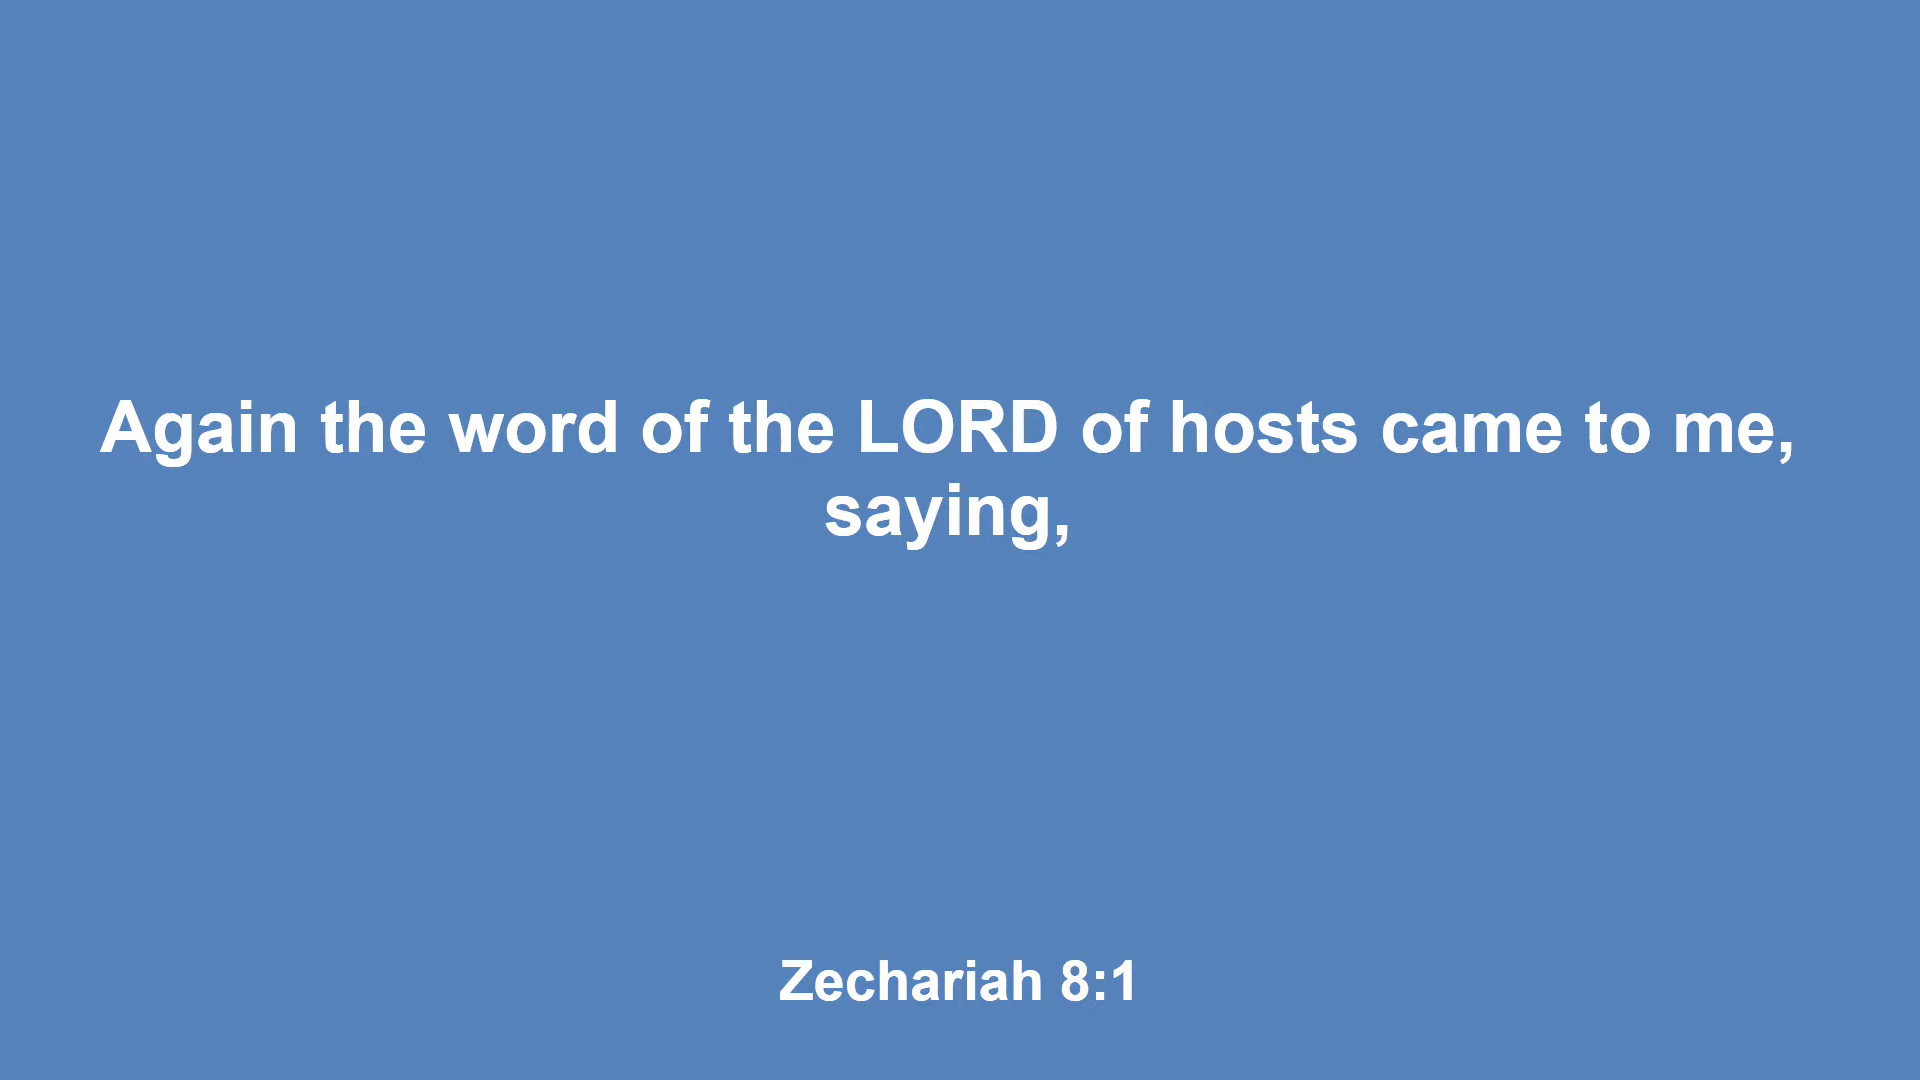 Again the word of the LORD of hosts came to me,
saying,
Zechariah 8:1